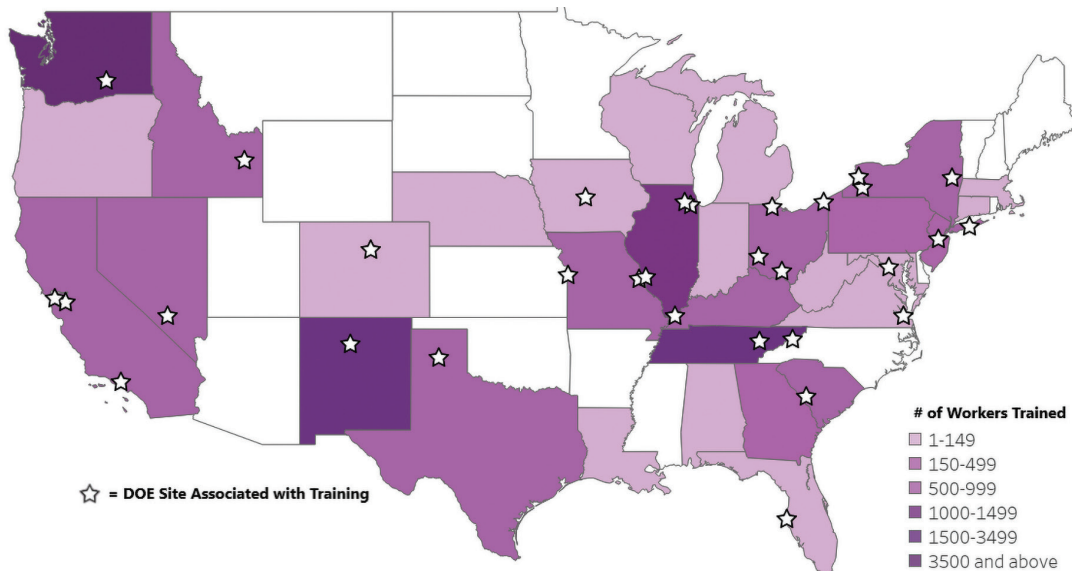 # of Workers Trained
1-149
150-499
500-999
1000-1499
1500-3499
3500 and above
= DOE Site Associated with Training